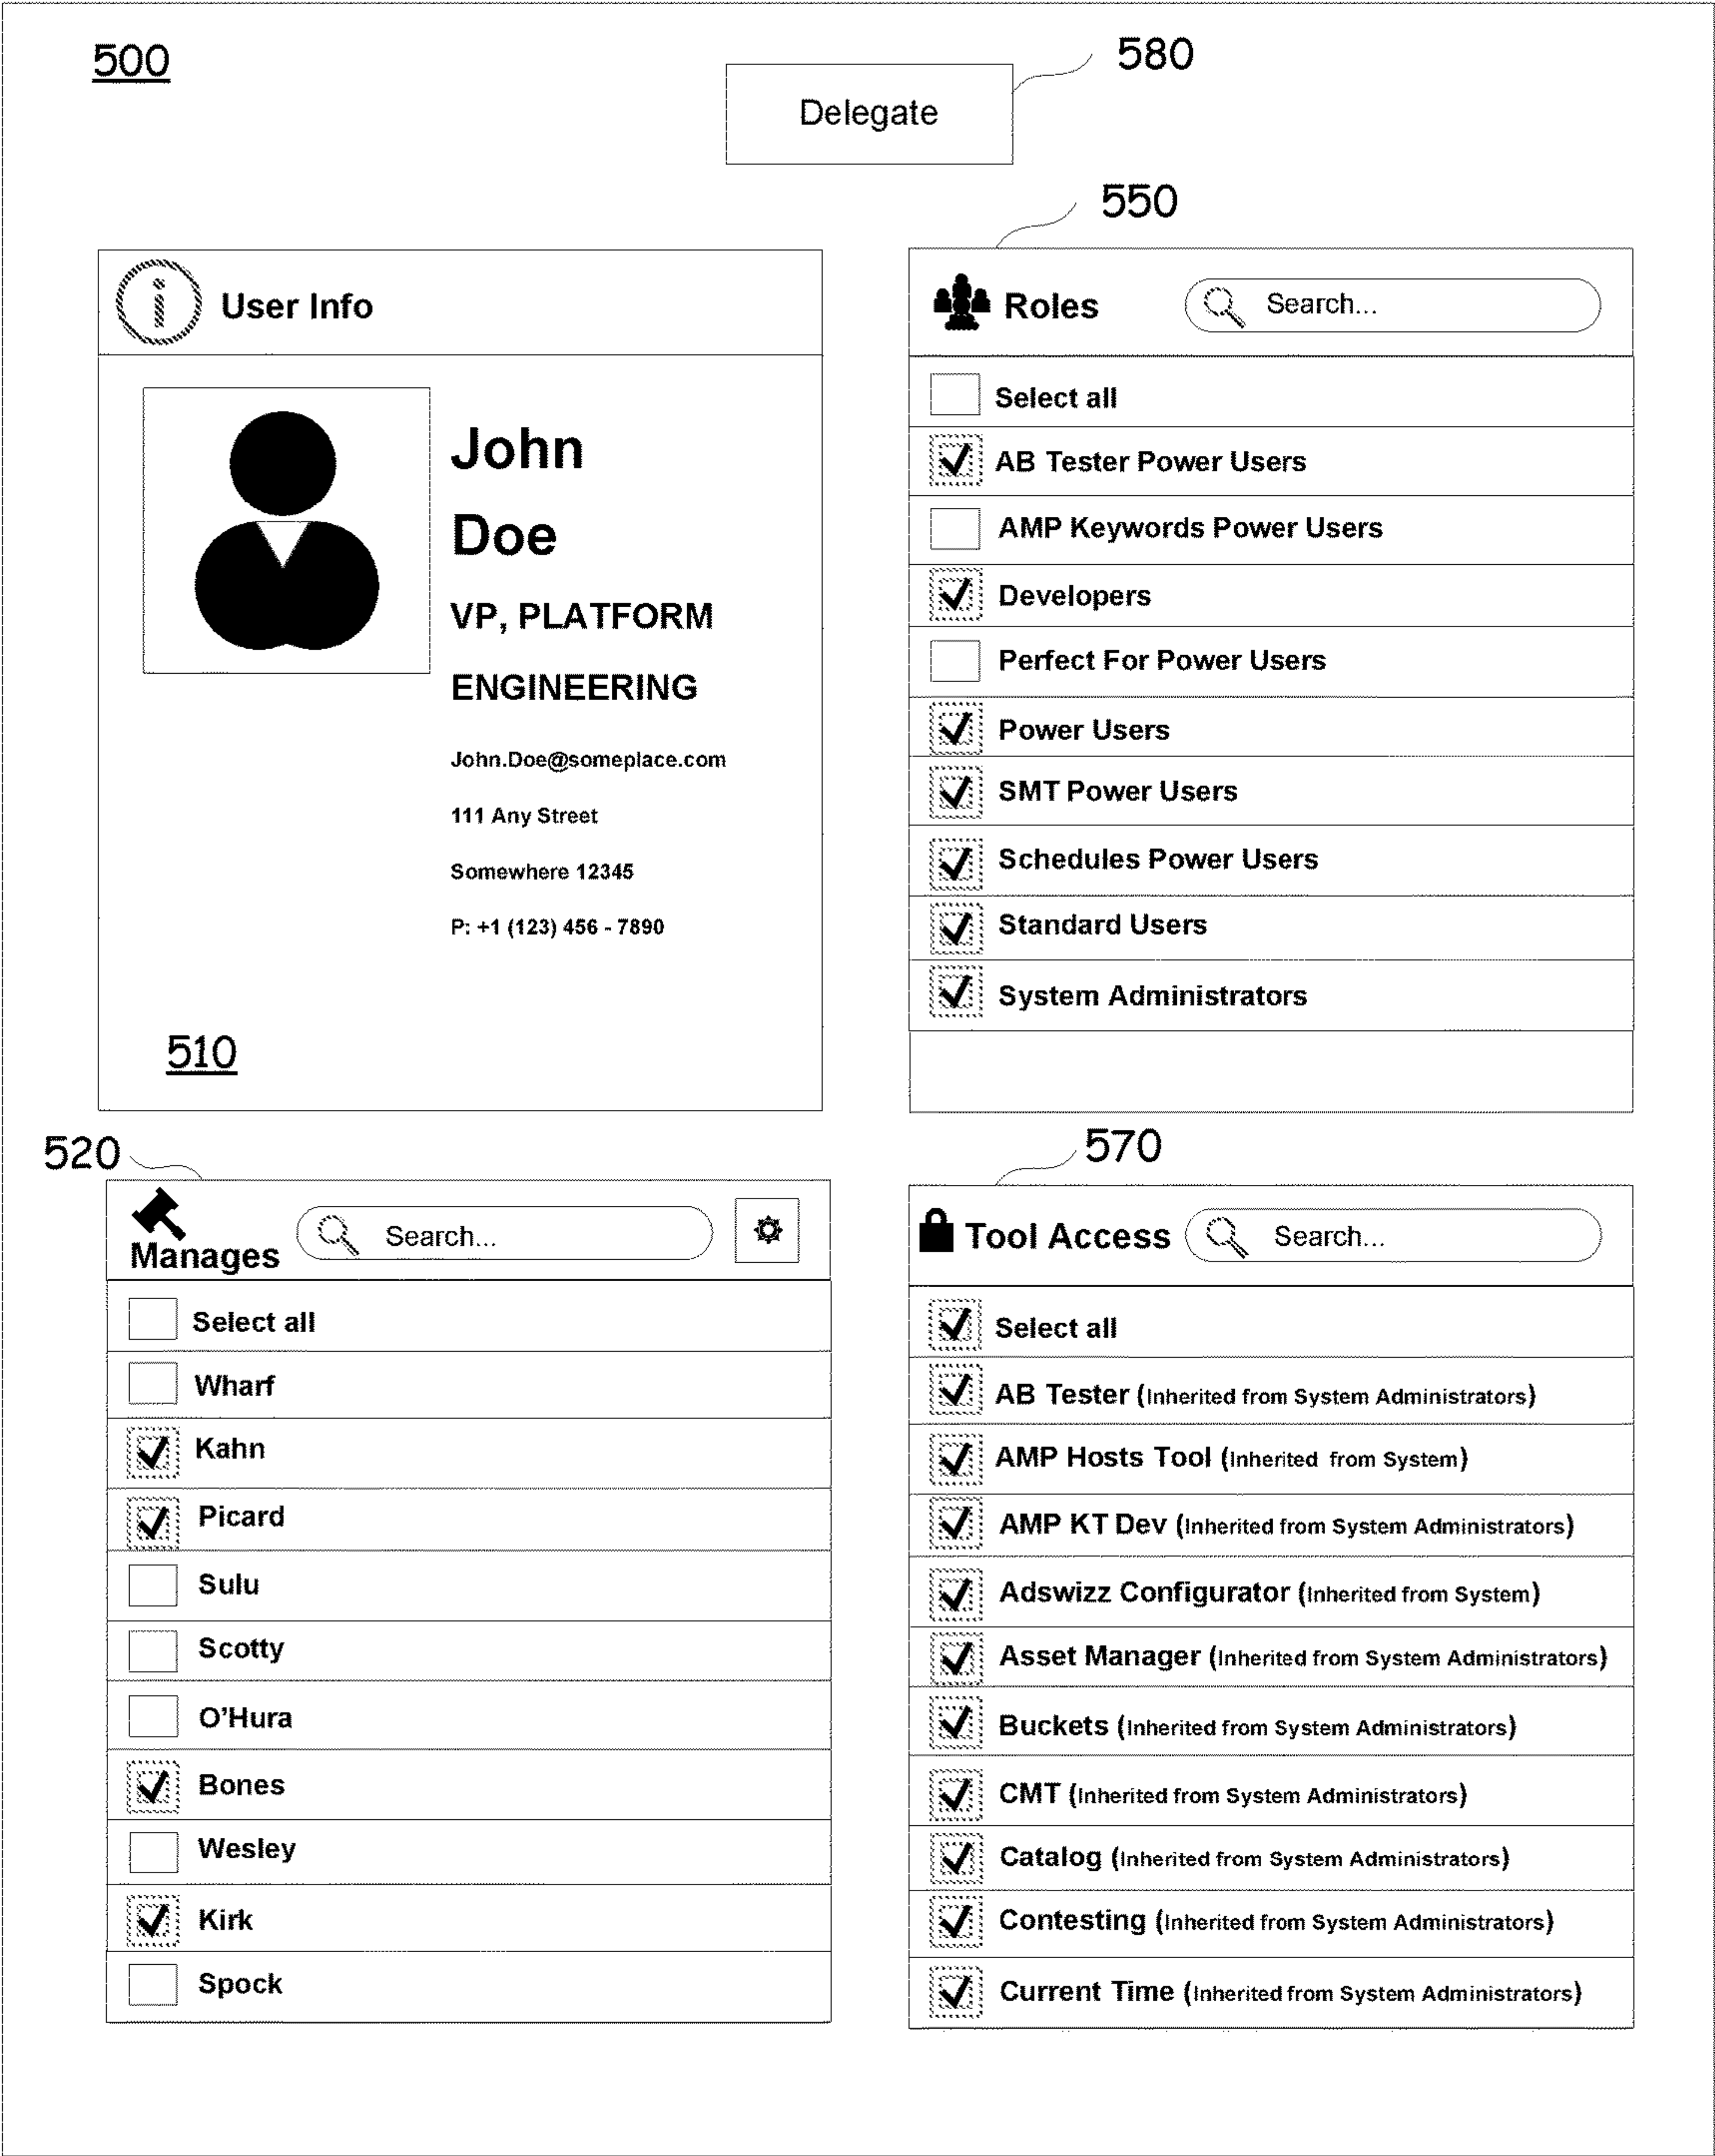 500
580
Delegate
550
User Info
John
Doe
VP, PLATFORM
ENGINEERING
John.Doe@someplace.com
111 Any Street
Somewhere 12345
P: +1 (123) 456 - 7890
510
Roles
Search...
Select all
AB Tester Power Users
AMP Keywords Power Users
Developers
Perfect For Power Users
Power Users
SMT Power Users
Schedules Power Users
Standard Users
System Administrators
520
Manages
Search...
Select all
Wharf
Kahn
Picard
Sulu
Scotty
O'Hura
Bones
Wesley
Kirk
Spock
570
Tool Access
Search...
Select all
AB Tester (Inherited from System Administrators)
AMP Hosts Tool (Inherited from System)
AMP KT Dev (Inherited from System Administrators)
Adswizz Configurator (Inherited from System)
Asset Manager (Inherited from System Administrators)
Buckets (Inherited from System Administrators)
CMT (Inherited from System Administrators)
Catalog (Inherited from System Administrators)
Contesting (Inherited from System Administrators)
Current Time (Inherited from System Administrators)